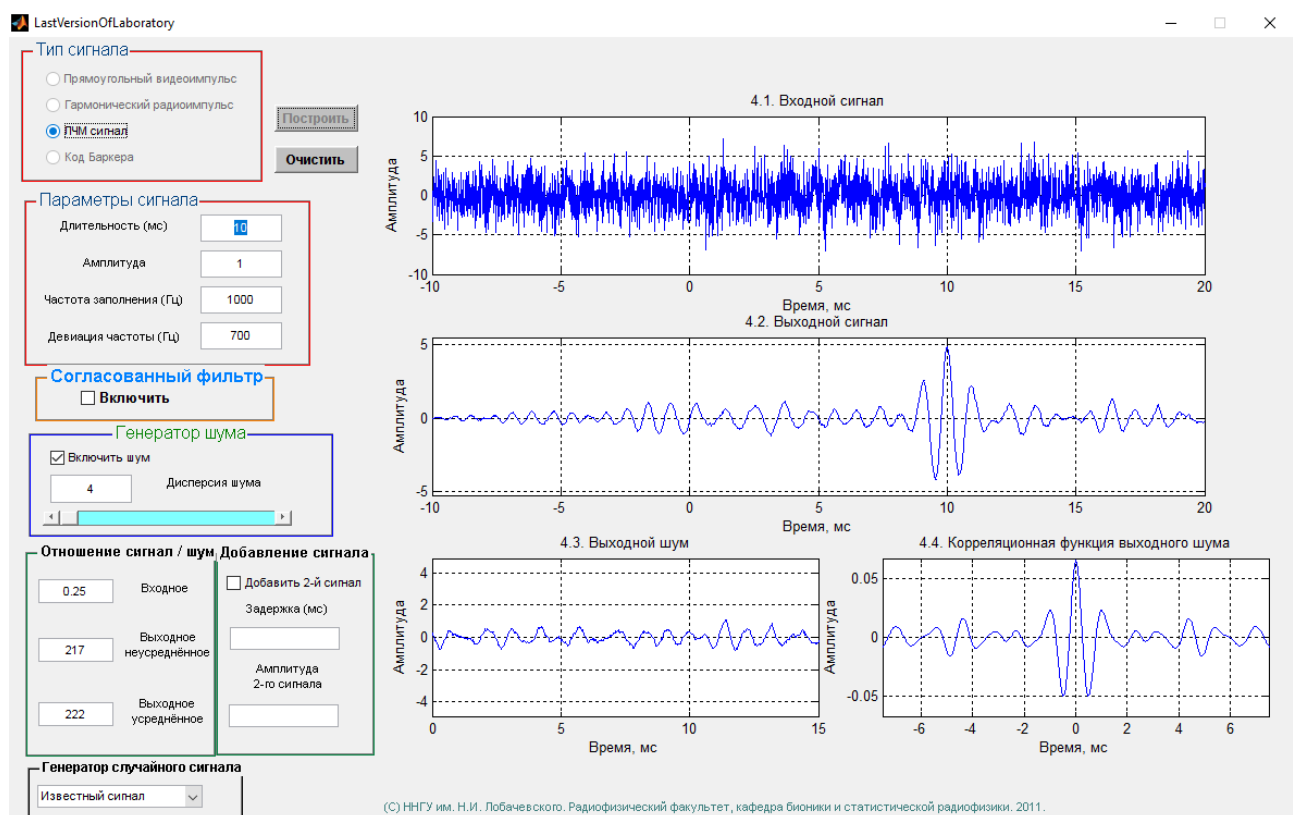 LastVersionOfLaboratory
Тип сигнала
Прямоугольный видеоимпульс
Гармонический радиоимпульс
ЛЧМ сигнал
Код Баркера
Построить
Очистить
Параметры сигнала
Длительность (мс)
10
Амплитуда
1
Частота заполнения (Гц)
1000
Девиация частоты (Гц)
700
Согласованный фильтр
Включить
Генератор шума
Включить шум
4
Дисперсия шума
Отношение сигнал / шум
0.25
Входное
217
Выходное
неусреднённое
222
Выходное
усреднённое
Добавление сигнала
Добавить 2-й сигнал
Задержка (мс)
Амплитуда
2-го сигнала
Генератор случайного сигнала
Известный сигнал
4.1. Входной сигнал
Амплитуда
10
5
0
-5
-10
-10 -5 0 5 10 15 20
Время, мс
4.2. Выходной сигнал
Амплитуда
5
0
-5
-10 -5 0 5 10 15 20
Время, мс
4.3. Выходной шум
Амплитуда
4
2
0
-2
-4
0 5 10 15
Время, мс
4.4. Корреляционная функция выходного шума
Амплитуда
0.05
0
-0.05
-6 -4 -2 0 2 4 6
Время, мс
(C) ННГУ им. Н.И. Лобачевского. Радиофизический факультет, кафедра бионики и статистической радиофизики. 2011.